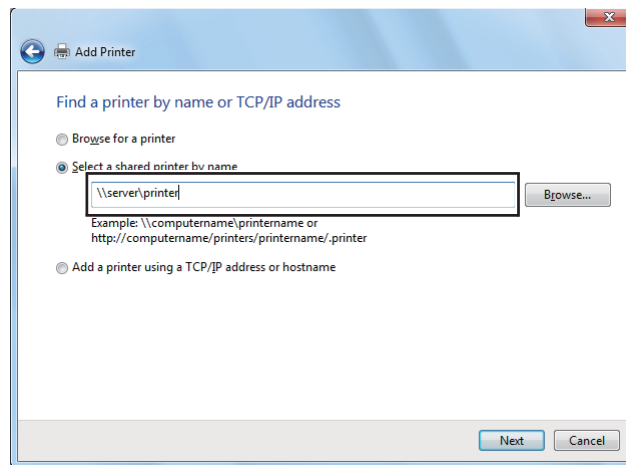 x
Add Printer
Find a printer by name or TCP/IP address
Browse for a printer
Select a shared printer by name
\\server\printer
Browse...
Example: \\computername\printername or
http://computername/printers/printername/.printer
Add a printer using a TCP/IP address or hostname
Next Cancel